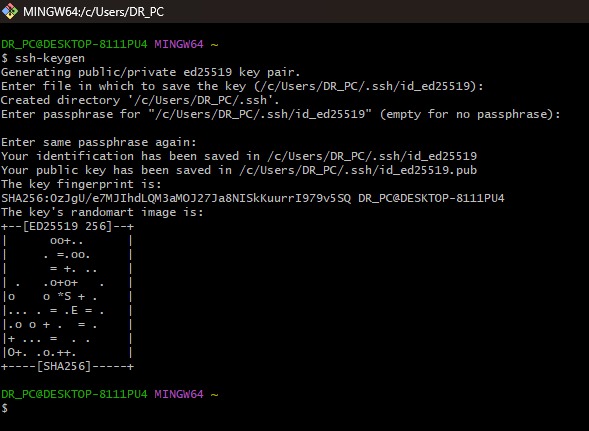 MINGW64:/c/Users/DR_PC
DR_PC@DESKTOP-8111PU4 MINGW64 ~
$ ssh-keygen
Generating public/private ed25519 key pair.
Enter file in which to save the key (/c/Users/DR_PC/.ssh/id_ed25519):
Created directory '/c/Users/DR_PC/.ssh'.
Enter passphrase for "/c/Users/DR_PC/.ssh/id_ed25519" (empty for no passphrase):
Enter same passphrase again:
Your identification has been saved in /c/Users/DR_PC/.ssh/id_ed25519
Your public key has been saved in /c/Users/DR_PC/.ssh/id_ed25519.pub
The key fingerprint is:
SHA256:OzJgU/e7MJIhdLQM3aMOJ27Ja8NISkKuurrI979v5SQ DR_PC@DESKTOP-8111PU4
The key's randomart image is:
+--[ED25519 256]--+
|      oo+..      |
|     . =.oo.     |
|      = +. ..    |
| .   .o+o+   .   |
|o    o *S + .    |
|... . = .E = .   |
|.o o + .  = .    |
|+ ... =  . .     |
|O+. .o.++.       |
+----[SHA256]-----+
DR_PC@DESKTOP-8111PU4 MINGW64 ~
$